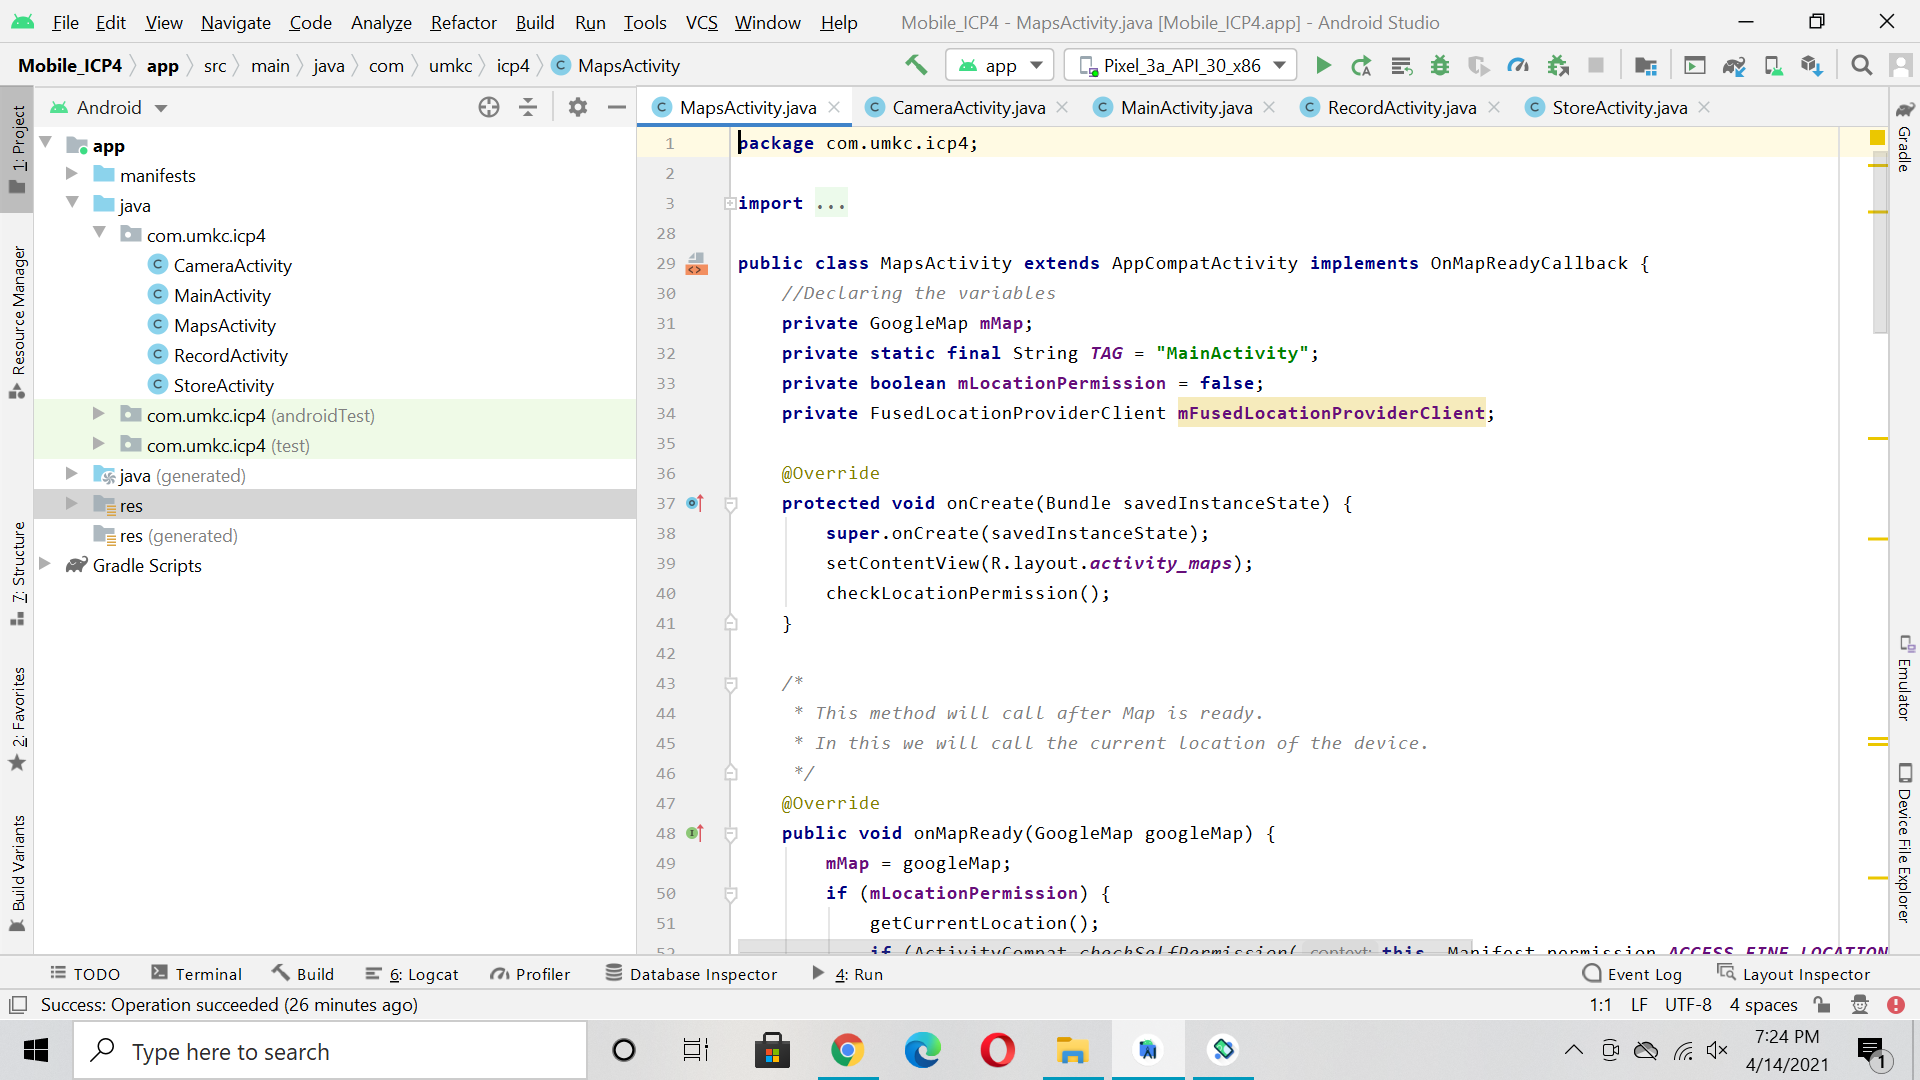 File Edit View Navigate Code Analyze Refactor Build Run Tools VCS Window Help Mobile_ICP4 - MapsActivity.java [Mobile_ICP4.app] - Android Studio
Mobile_ICP4 app src main java com umkc icp4 C MapsActivity app Pixel_3a_API_30_x86
Android
C MapsActivity.java C CameraActivity.java C MainActivity.java C RecordActivity.java C StoreActivity.java
1: Project
Resource Manager
7: Structure
2: Favorites
Build Variants
app
manifests
java
com.umkc.icp4
C CameraActivity
C MainActivity
C MapsActivity
C RecordActivity
C StoreActivity
com.umkc.icp4 (androidTest)
com.umkc.icp4 (test)
java (generated)
res
res (generated)
Gradle Scripts
1 package com.umkc.icp4;
2
3 import ...
28
29 public class MapsActivity extends AppCompatActivity implements OnMapReadyCallback {
30 //Declaring the variables
31 private GoogleMap mMap;
32 private static final String TAG = "MainActivity";
33 private boolean mLocationPermission = false;
34 private FusedLocationProviderClient mFusedLocationProviderClient;
35
36 @Override
37 protected void onCreate(Bundle savedInstanceState) {
38 super.onCreate(savedInstanceState);
39 setContentView(R.layout.activity_maps);
40 checkLocationPermission();
41 }
42
43 /*
44 * This method will call after Map is ready.
45 * In this we will call the current location of the device.
46 */
47 @Override
48 public void onMapReady(GoogleMap googleMap) {
49 mMap = googleMap;
50 if (mLocationPermission) {
51 getCurrentLocation();
52 if (ActivityCompat.checkSelfPermission( context: this, Manifest.permission.ACCESS_FINE_LOCATION
Gradle
Emulator
Device File Explorer
TODO Terminal Build 6: Logcat Profiler Database Inspector 4: Run Event Log Layout Inspector
Success: Operation succeeded (26 minutes ago) 1:1 LF UTF-8 4 spaces
Type here to search
7:24 PM
4/14/2021
1